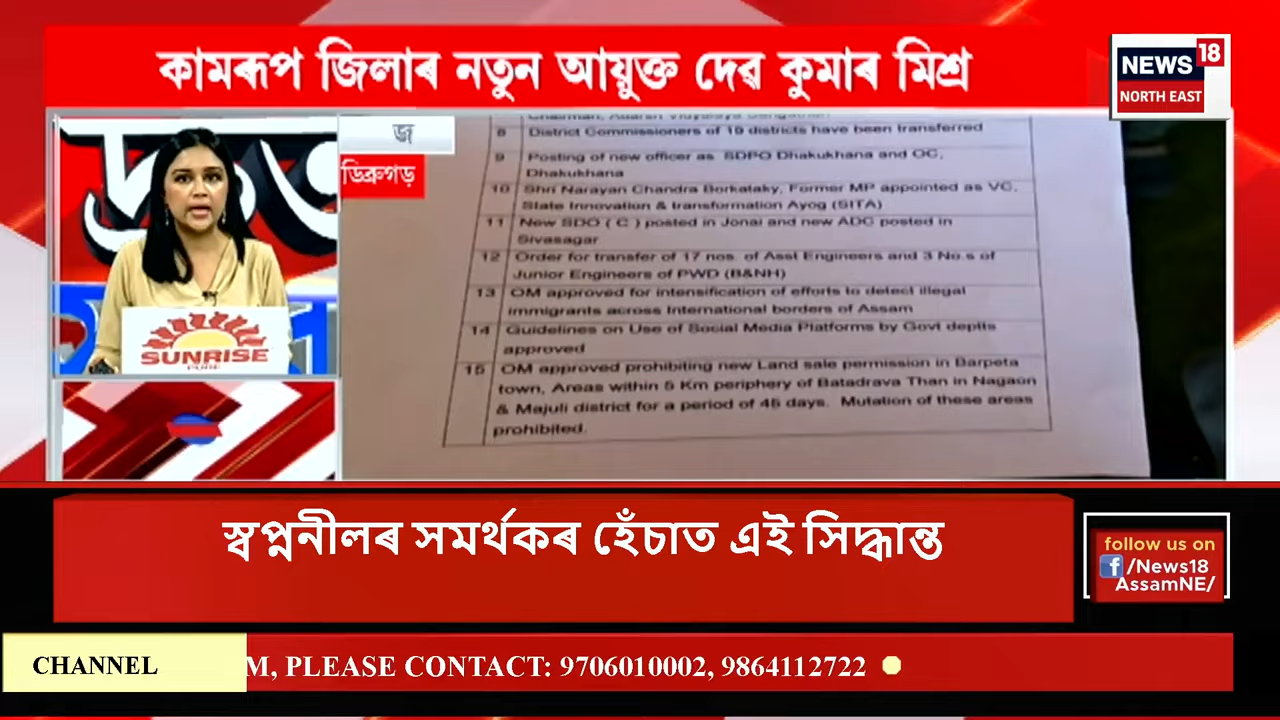 কামৰূপ জিলাৰ নতুন আয়ুক্ত দেৱ কুমাৰ মিশ্ৰ
NEWS 18
NORTH EAST
জ
ডিব্রুগড়
SUNRISE
PURE
8 District Commissioners of 19 districts have been transferred
9 Posting of new officer as SDPO Dhakukhana and OC,
Dhakukhana
10 Shri Narayan Chandra Borkataky, Former MP appointed as VC,
State Innovation & transformation Ayog (SITA)
11 New SDO ( C ) posted in Jonai and new ADC posted in
Sivasagar
12 Order for transfer of 17 nos. of Asst Engineers and 3 No.s of
Junior Engineers of PWD (B&NH)
13 OM approved for intensification of efforts to detect illegal
immigrants across International borders of Assam
14 Guidelines on Use of Social Media Platforms by Govt deptts
approved
15 OM approved prohibiting new Land sale permission in Barpeta
town, Areas within 5 Km periphery of Batadrava Than in Nagaon
& Majuli district for a period of 45 days. Mutation of these areas
prohibited.
স্বপ্ননীলৰ সমৰ্থকৰ হেঁচাত এই সিদ্ধান্ত
follow us on
/News18
AssamNE/
CHANNEL M, PLEASE CONTACT: 9706010002, 9864112722